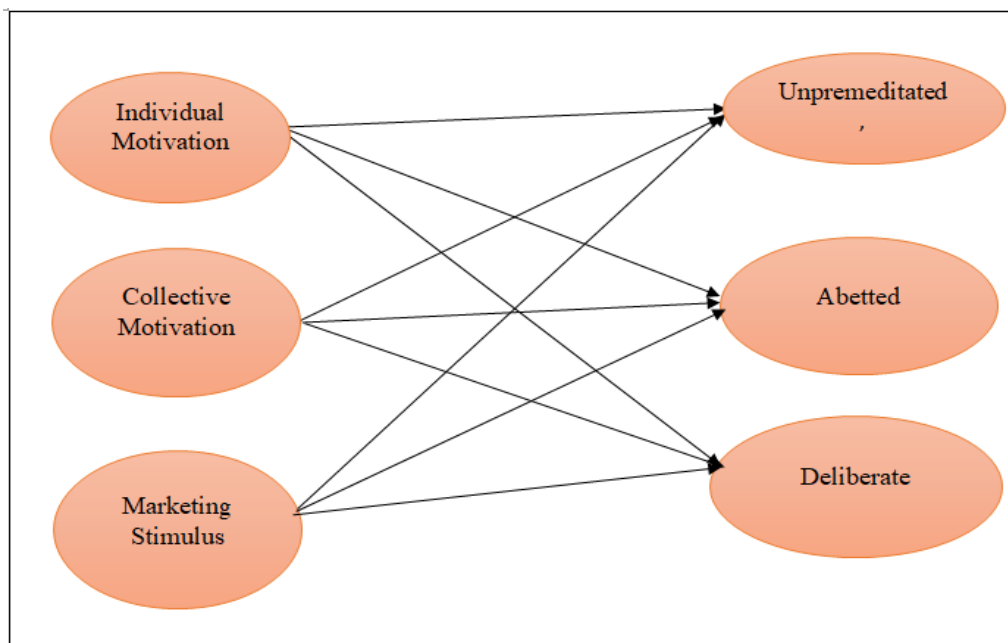 Individual
Motivation
Unpremeditated
,
Collective
Motivation
Abetted
Marketing
Stimulus
Deliberate